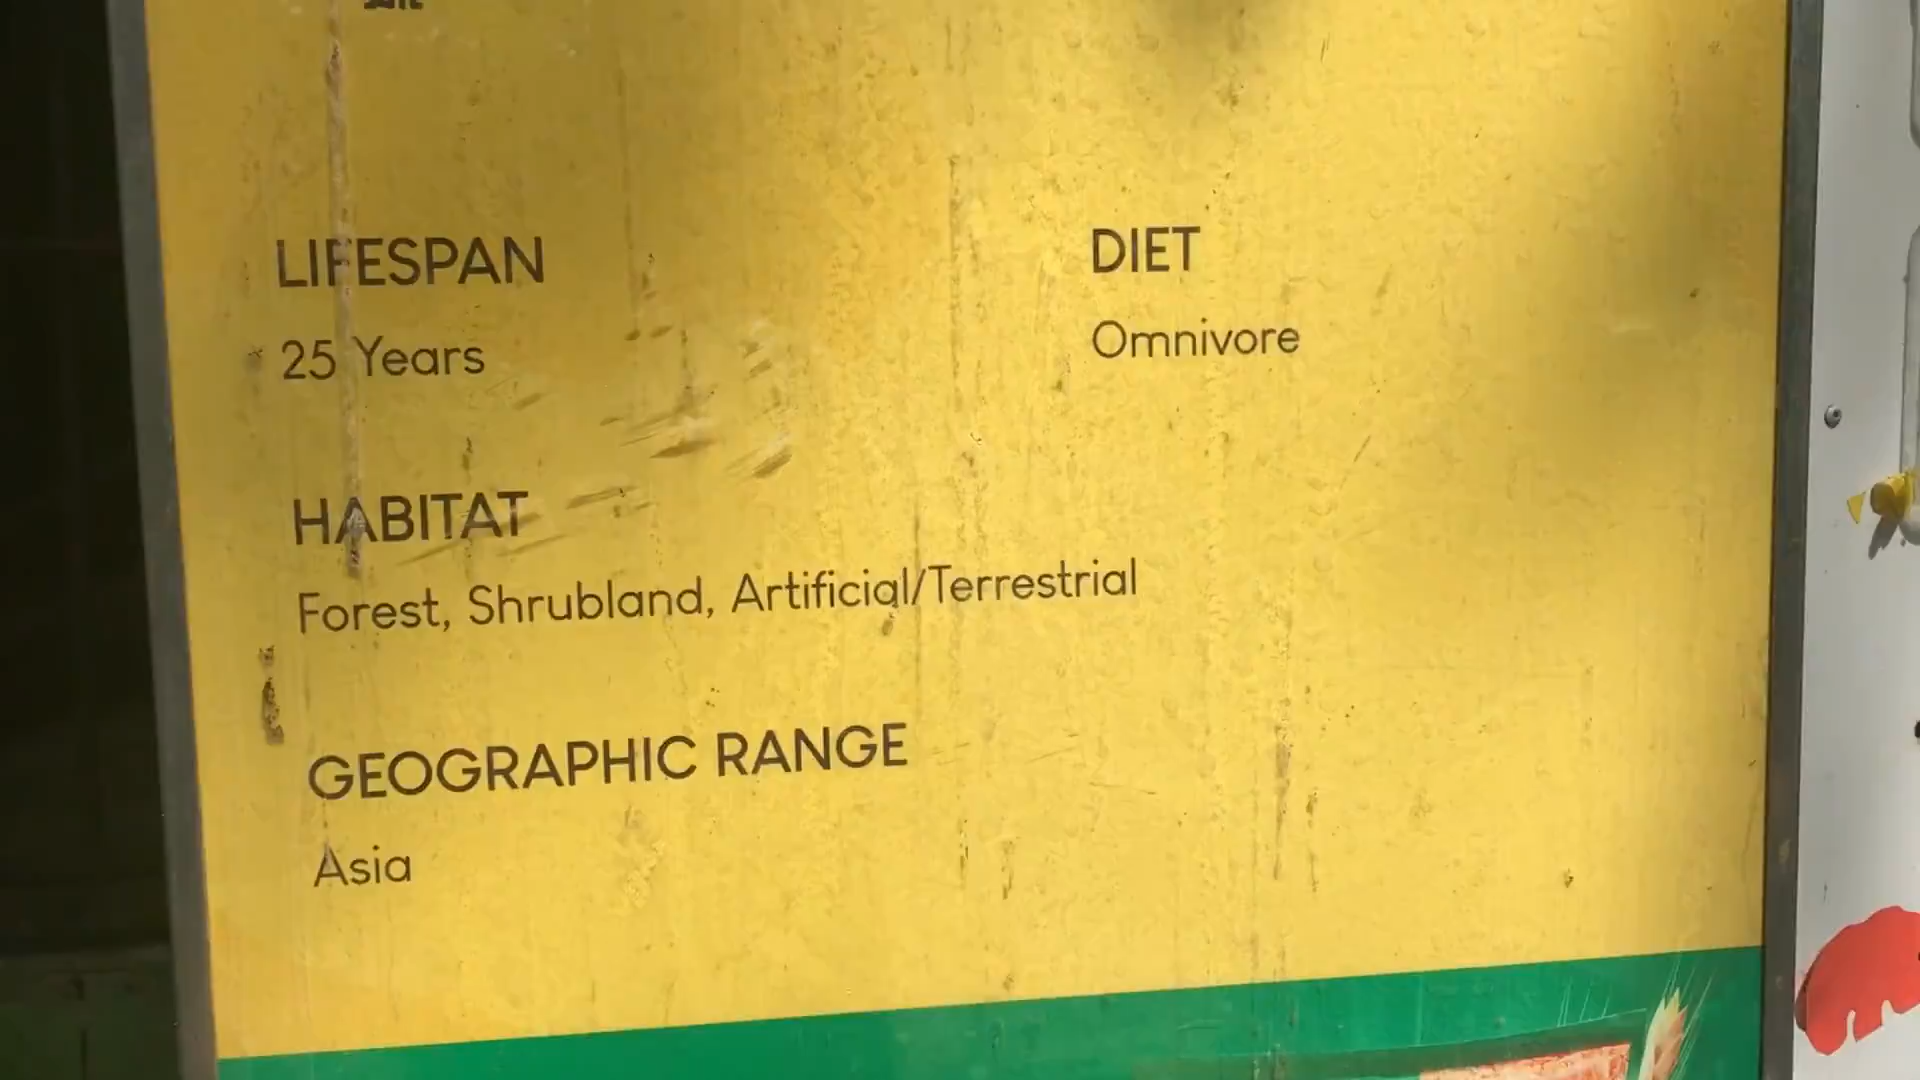 LIFESPAN
25 Years
DIET
Omnivore
HABITAT
Forest, Shrubland, Artificial/Terrestrial
GEOGRAPHIC RANGE
Asia